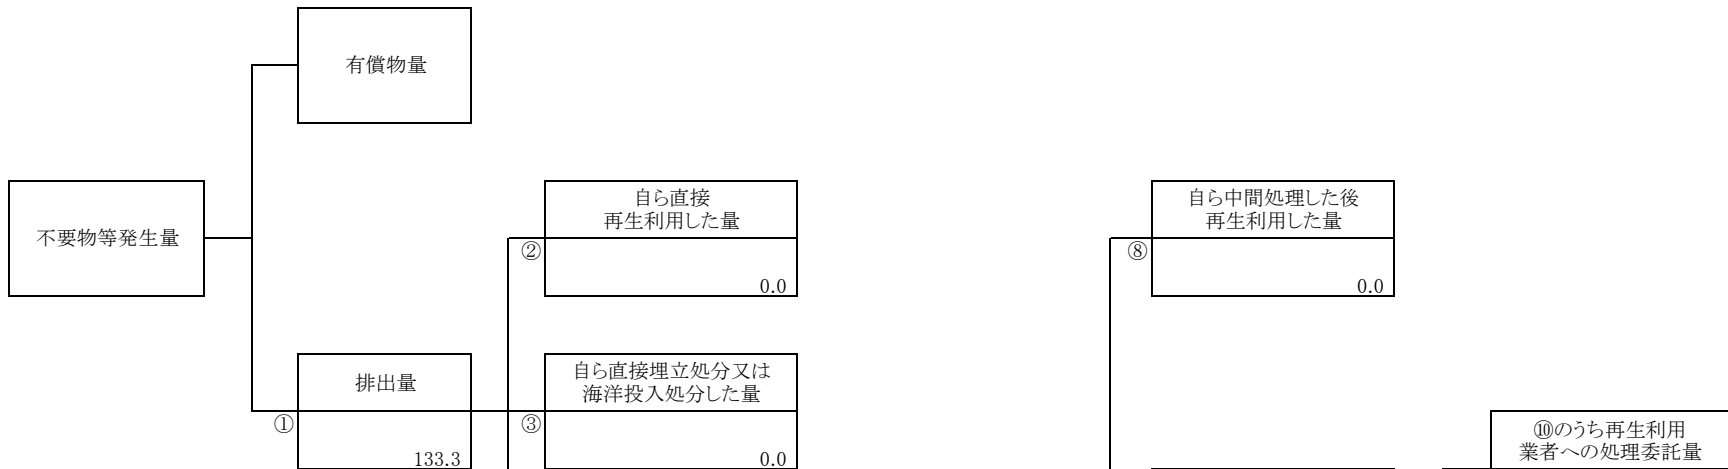 有償物量
不要物等発生量
自ら直接
再生利用した量
②
0.0
自ら中間処理した後
再生利用した量
⑧
0.0
排出量
①
133.3
自ら直接埋立処分又は
海洋投入処分した量
③
0.0
⑩のうち再生利用
業者への処理委託量